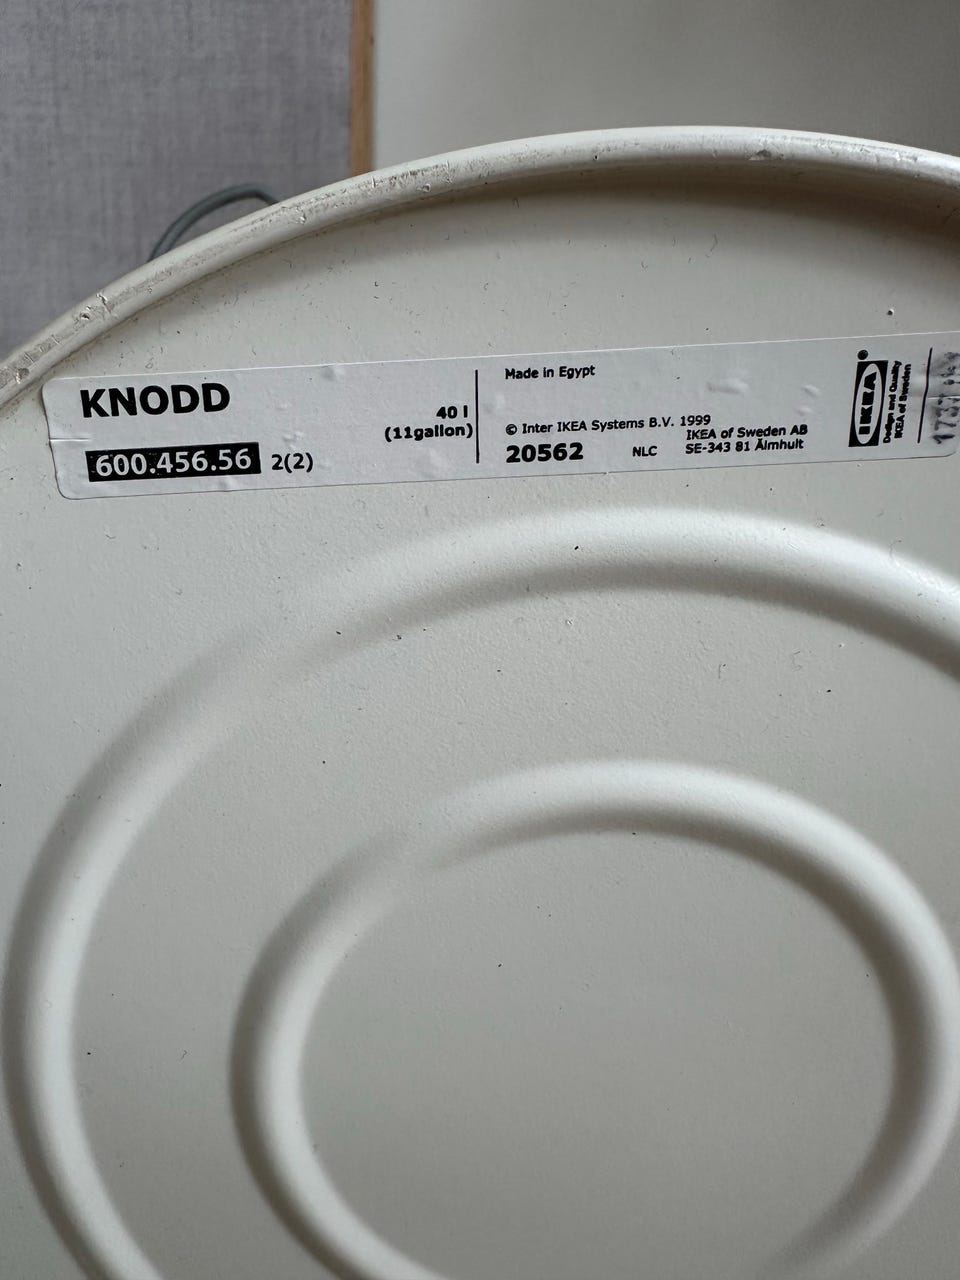 KNODD
40 l
(11gallon)
600.456.56 2(2)
Made in Egypt
© Inter IKEA Systems B.V. 1999
20562 NLC IKEA of Sweden AB
SE-343 81 Älmhult
IKEA®
Design and Quality
IKEA of Sweden